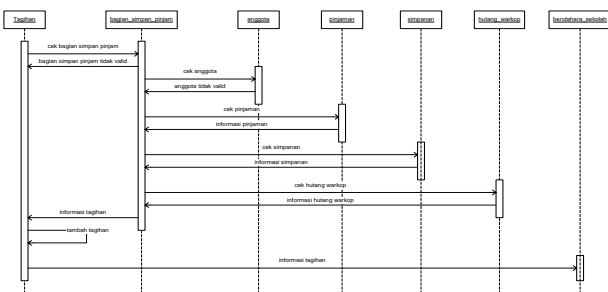 Tagihan
bagian_simpan_pinjam
anggota
pinjaman
simpanan
hutang_warkop
bendahara_sekolah
cek bagian simpan pinjam
bagian simpan pinjam tidak valid
cek anggota
anggota tidak valid
cek pinjaman
informasi pinjaman
cek simpanan
informasi simpanan
cek hutang warkop
informasi hutang warkop
informasi tagihan
tambah tagihan
informasi tagihan